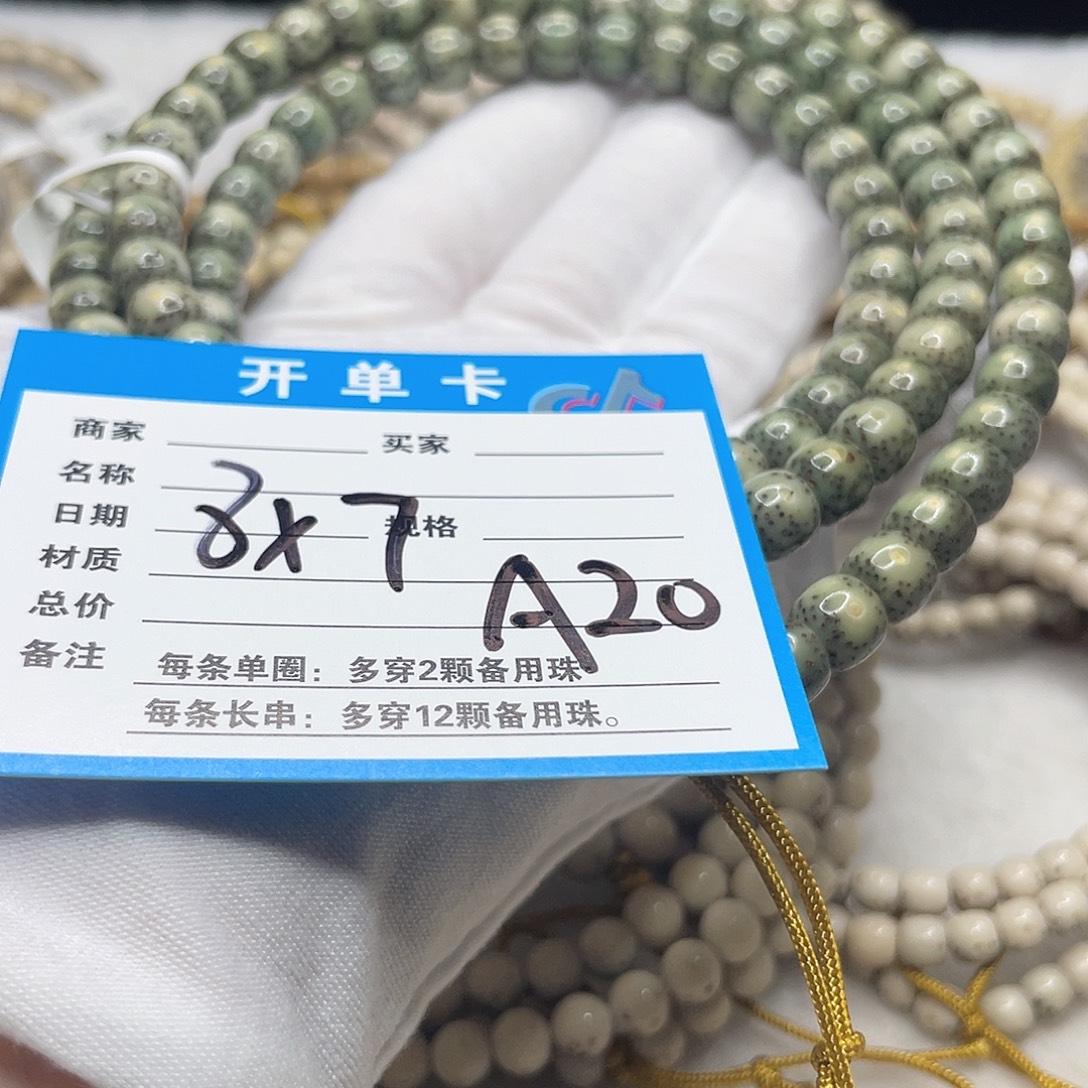 开单卡
商家 买家
名称
日期 8x7 规格
材质
总价 A20
备注 每条单圈：多穿2颗备用珠
每条长串：多穿12颗备用珠。